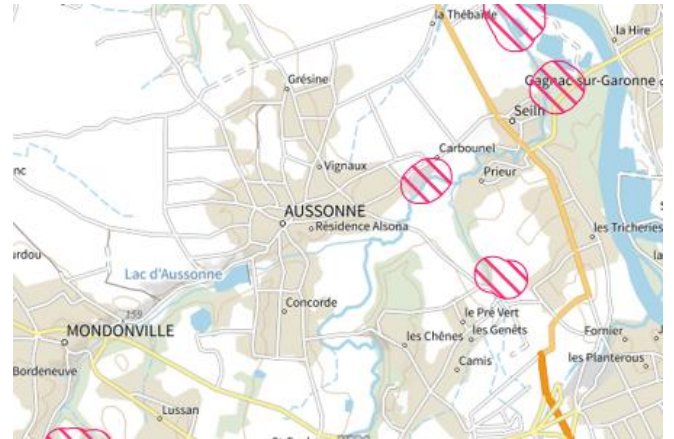 la Thébaïde
la Hire
Grésine
Gagnac-sur-Garonne
Seilh
Carbounel
Vignaux
Prieur
AUSSONNE
Résidence Alsona
les Tricheries
Lac d'Aussonne
Concorde
159
le Pré Vert
MONDONVILLE
les Chênes
les Genêts
Fornier
Camis
les Planterous
Bordeneuve
Lussan